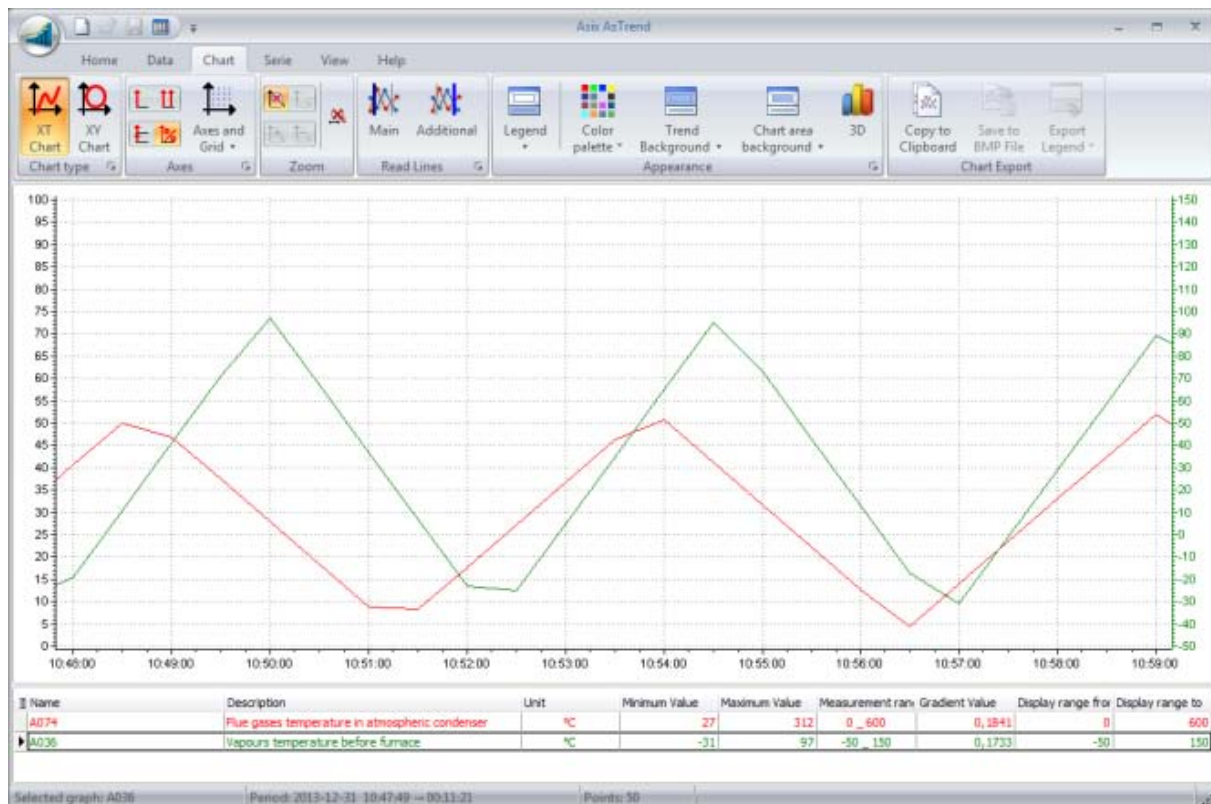 Asix AsTrend
Home Data Chart Serie View Help
XT Chart XY Chart Axes and Grid Main Additional Legend Color palette Trend Background Chart area background 3D Copy to Clipboard Save to BMP File Export Legend
Chart type Axes Zoom Read Lines Appearance Chart Export
100 150
95 140
90 130
85 120
80 110
75 100
70 90
65 80
60 70
55 60
50 50
45 40
40 30
35 20
30 10
25 0
20 -10
15 -20
10 -30
5 -40
0 -50
10:48:00 10:49:00 10:50:00 10:51:00 10:52:00 10:53:00 10:54:00 10:55:00 10:56:00 10:57:00 10:58:00 10:59:00
Name Description Unit Minimum Value Maximum Value Measurement ran Gradient Value Display range fror Display range to
A074 Flue gases temperature in atmospheric condenser °C 27 312 0 _ 600 0,1841 0 600
A036 Vapours temperature before furnace °C -31 97 -50 _ 150 0,1733 -50 150
Selected graph: A036 Period: 2013-12-31 10:47:49 -- 00:11:21 Points: 50